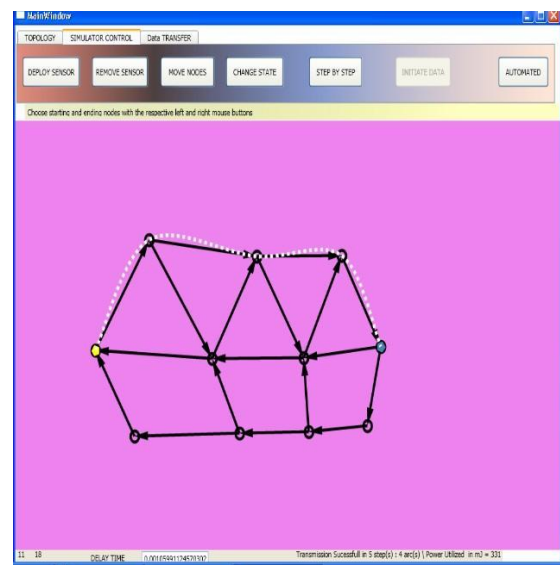 MainWindow
TOPOLOGY SIMULATOR CONTROL Data TRANSFER
DEPLOY SENSOR REMOVE SENSOR MOVE NODES CHANGE STATE STEP BY STEP INITIATE DATA AUTOMATED
Choose starting and ending nodes with the respective left and right mouse buttons
11 18 DELAY TIME 0.00105991124570302 Transmission Sucessfull in 5 step(s) : 4 arc(s) \ Power Utilized in mJ = 331